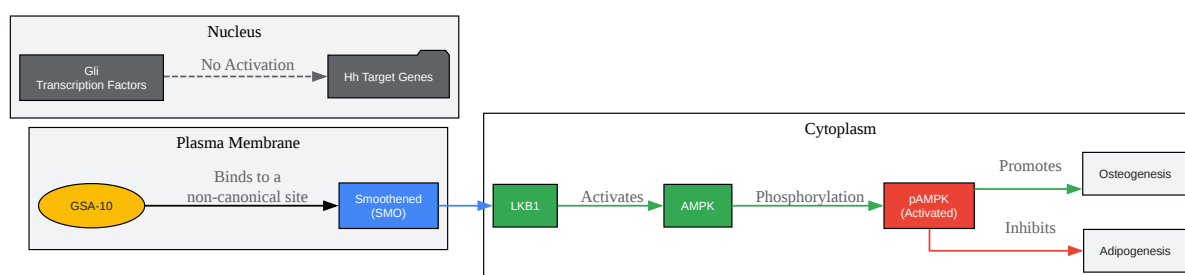 Nucleus
Gli
Transcription Factors
No Activation
Hh Target Genes
Plasma Membrane
GSA-10
Binds to a
non-canonical site
Smoothened
(SMO)
Cytoplasm
LKB1
Activates
AMPK
Phosphorylation
pAMPK
(Activated)
Promotes
Osteogenesis
Inhibits
Adipogenesis